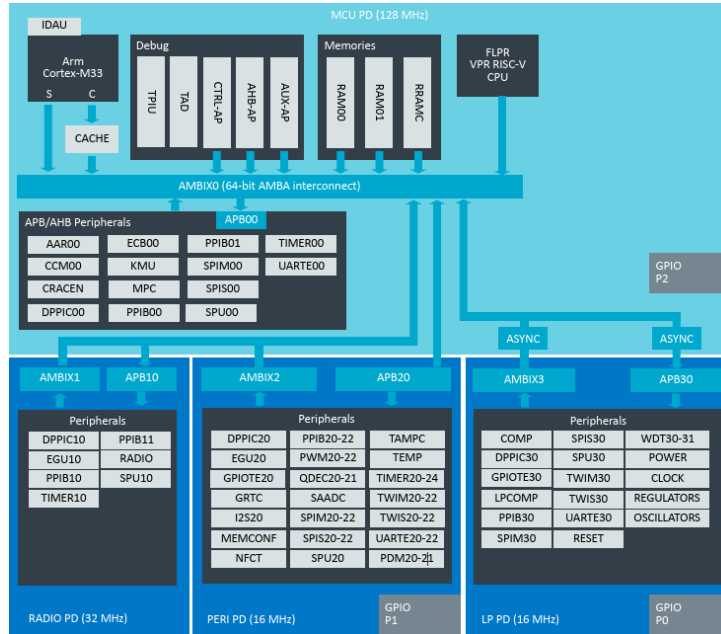 MCU PD (128 MHz)
IDAU
Arm
Cortex-M33
S C
CACHE
Debug
TPIU
TAD
CTRL-AP
AHB-AP
AUX-AP
Memories
RAM00
RAM01
RRAMC
FLPR
VPR RISC-V
CPU
AMBIX0 (64-bit AMBA interconnect)
APB/AHB Peripherals
APB00
AAR00 ECB00 PPIB01 TIMER00
CCM00 KMU SPIM00 UARTE00
CRACEN MPC SPIS00
DPPIC00 PPIB00 SPU00
GPIO
P2
ASYNC ASYNC
AMBIX1 APB10
Peripherals
DPPIC10 PPIB11
EGU10 RADIO
PPIB10 SPU10
TIMER10
RADIO PD (32 MHz)
AMBIX2 APB20
Peripherals
DPPIC20 PPIB20-22 TAMPC
EGU20 PWM20-22 TEMP
GPIOTE20 QDEC20-21 TIMER20-24
GRTC SAADC TWIM20-22
I2S20 SPIM20-22 TWIS20-22
MEMCONF SPIS20-22 UARTE20-22
NFCT SPU20 PDM20-21
PERI PD (16 MHz)
GPIO
P1
AMBIX3 APB30
Peripherals
COMP SPIS30 WDT30-31
DPPIC30 SPU30 POWER
GPIOTE30 TWIM30 CLOCK
LPCOMP TWIS30 REGULATORS
PPIB30 UARTE30 OSCILLATORS
SPIM30 RESET
LP PD (16 MHz)
GPIO
P0